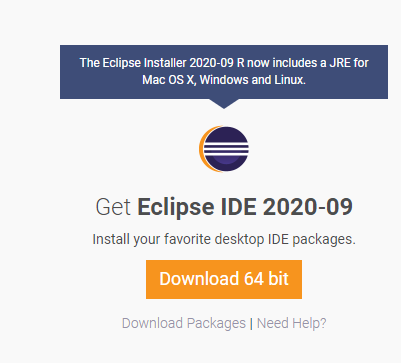 The Eclipse Installer 2020-09 R now includes a JRE for
Mac OS X, Windows and Linux.
Get Eclipse IDE 2020-09
Install your favorite desktop IDE packages.
Download 64 bit
Download Packages | Need Help?